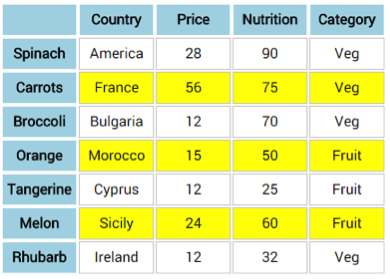 Country Price Nutrition Category
Spinach America 28 90 Veg
Carrots France 56 75 Veg
Broccoli Bulgaria 12 70 Veg
Orange Morocco 15 50 Fruit
Tangerine Cyprus 12 25 Fruit
Melon Sicily 24 60 Fruit
Rhubarb Ireland 12 32 Veg